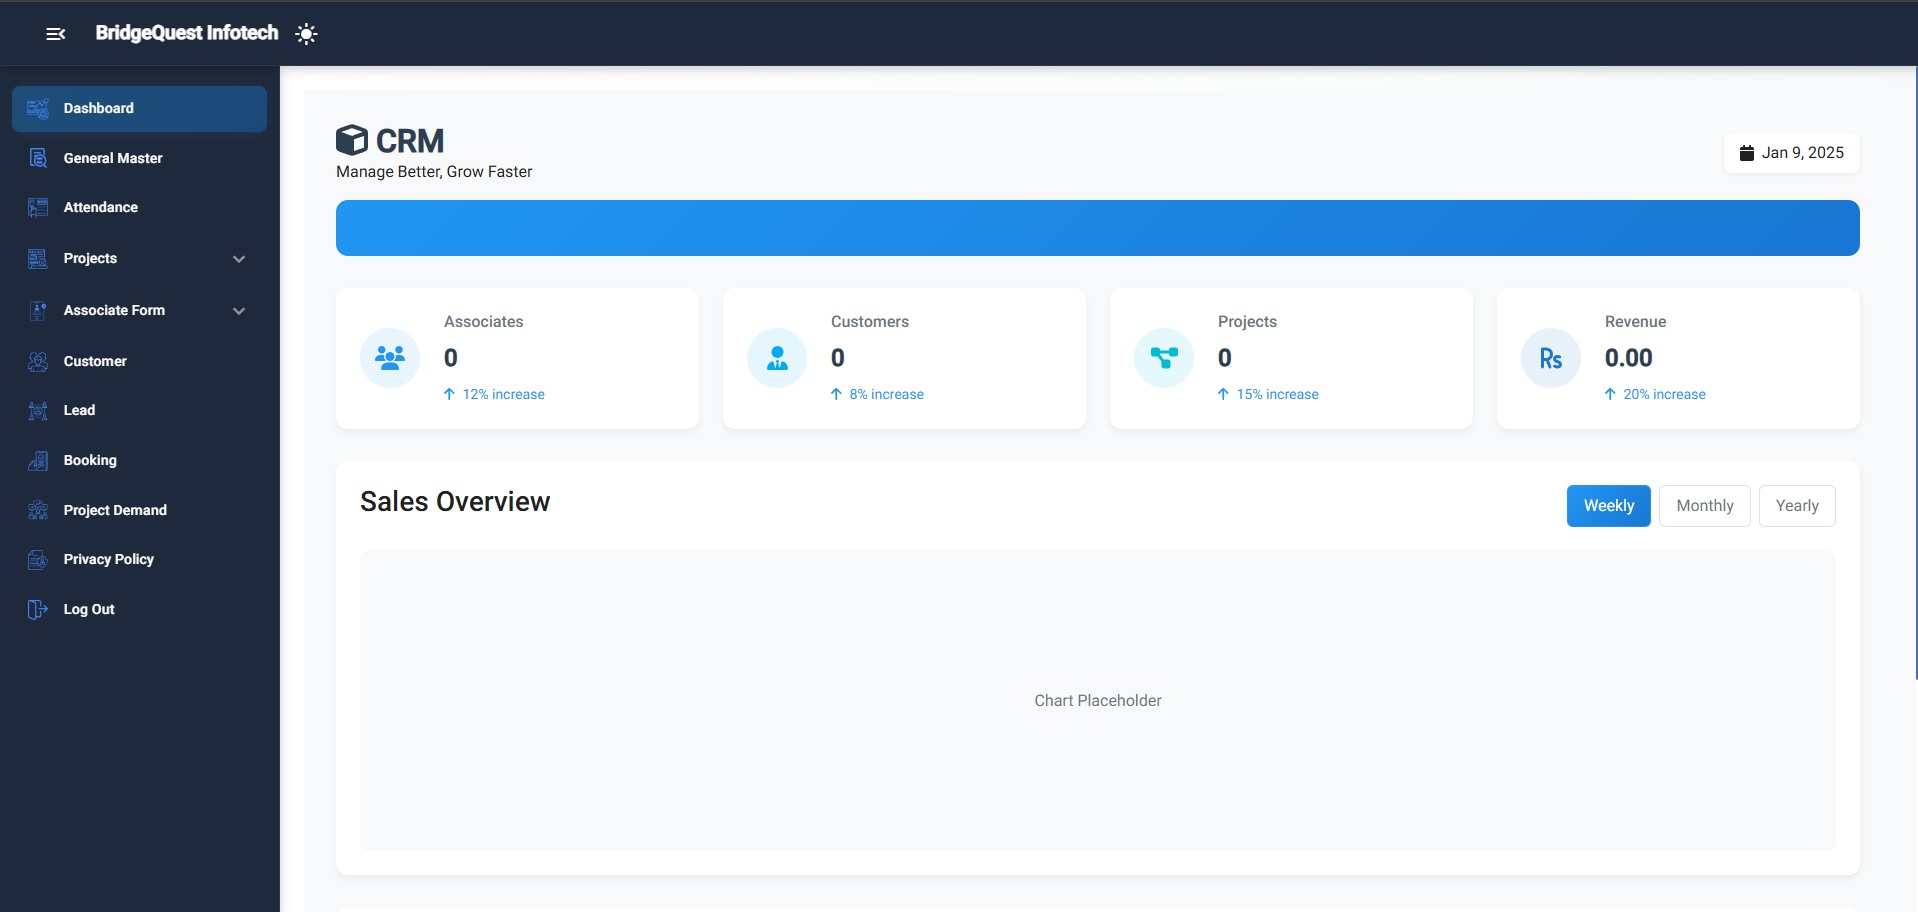 BridgeQuest Infotech
Dashboard
General Master
Attendance
Projects
Associate Form
Customer
Lead
Booking
Project Demand
Privacy Policy
Log Out
CRM
Manage Better, Grow Faster
Jan 9, 2025
Associates
0
12% increase
Customers
0
8% increase
Projects
0
15% increase
Rs
Revenue
0.00
20% increase
Sales Overview
Weekly
Monthly
Yearly
Chart Placeholder